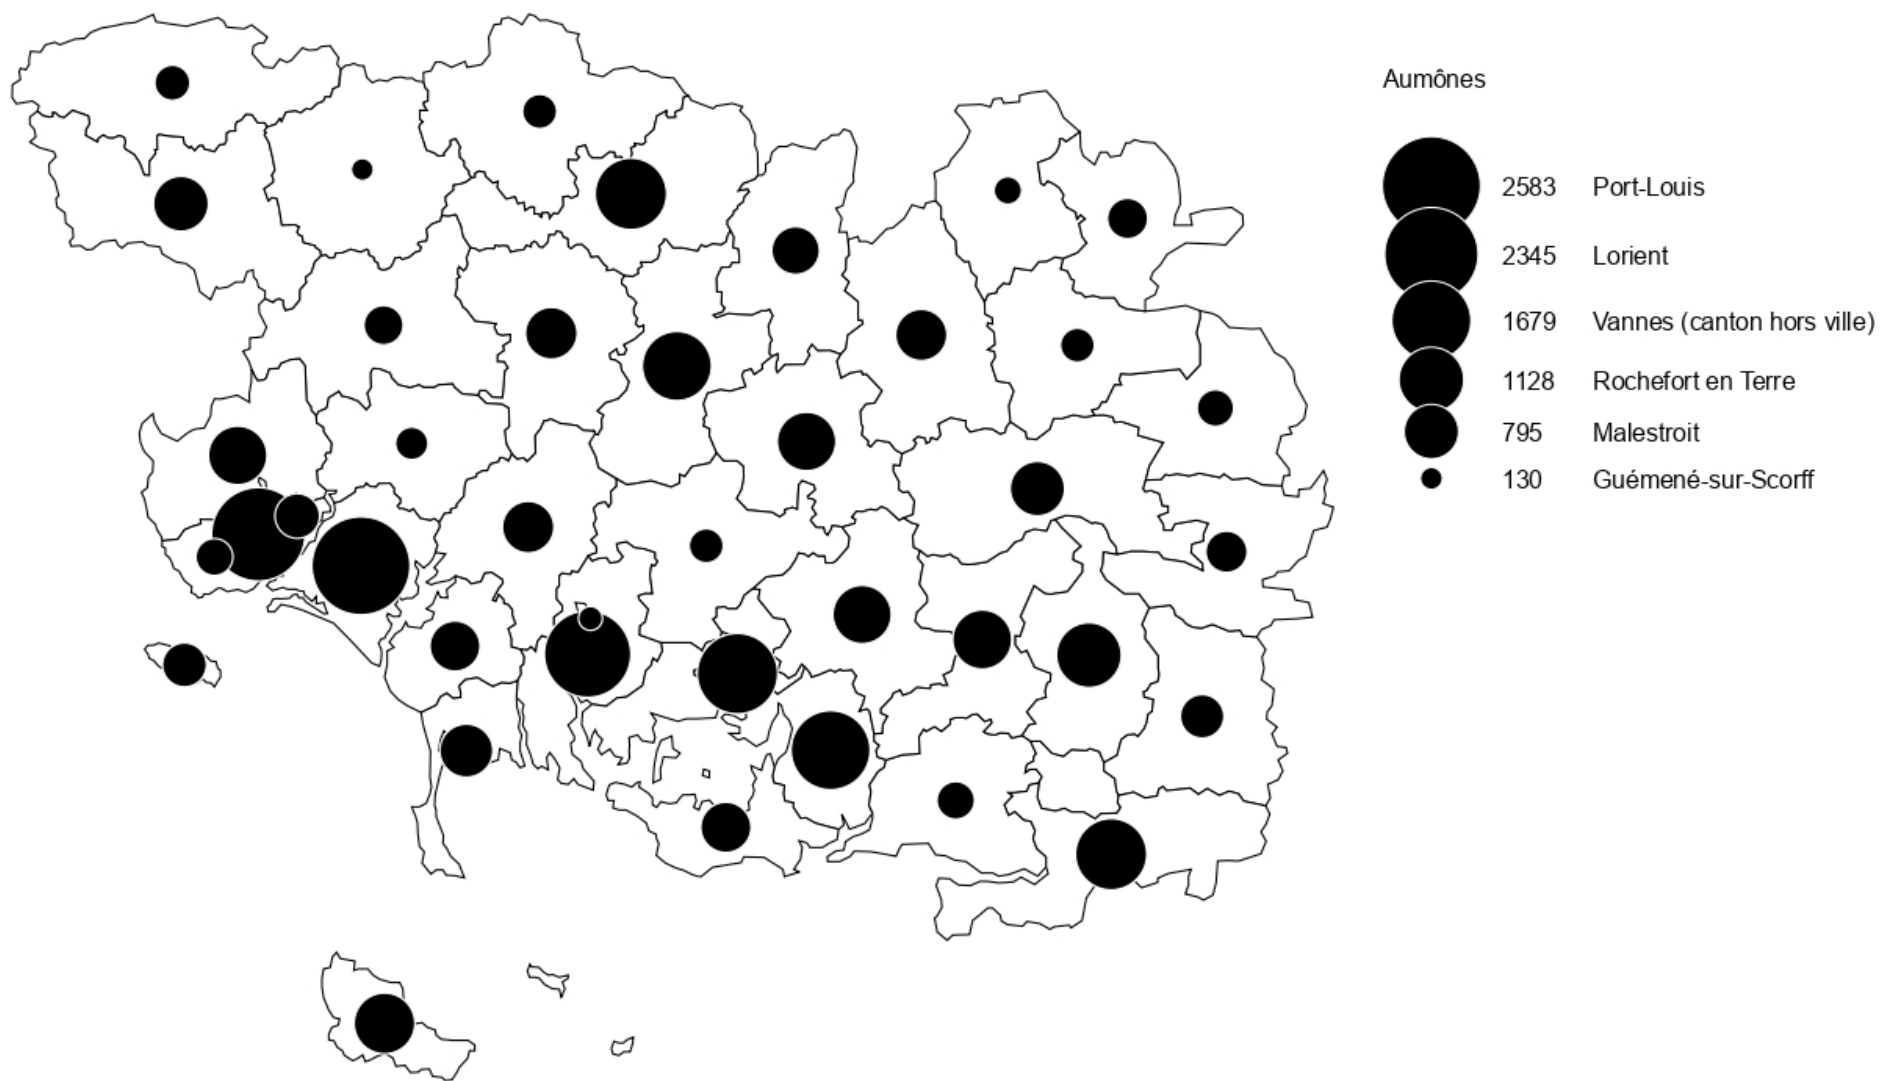 Aumônes
2583 Port-Louis
2345 Lorient
1679 Vannes (canton hors ville)
1128 Rochefort en Terre
795 Malestroit
130 Guémené-sur-Scorff